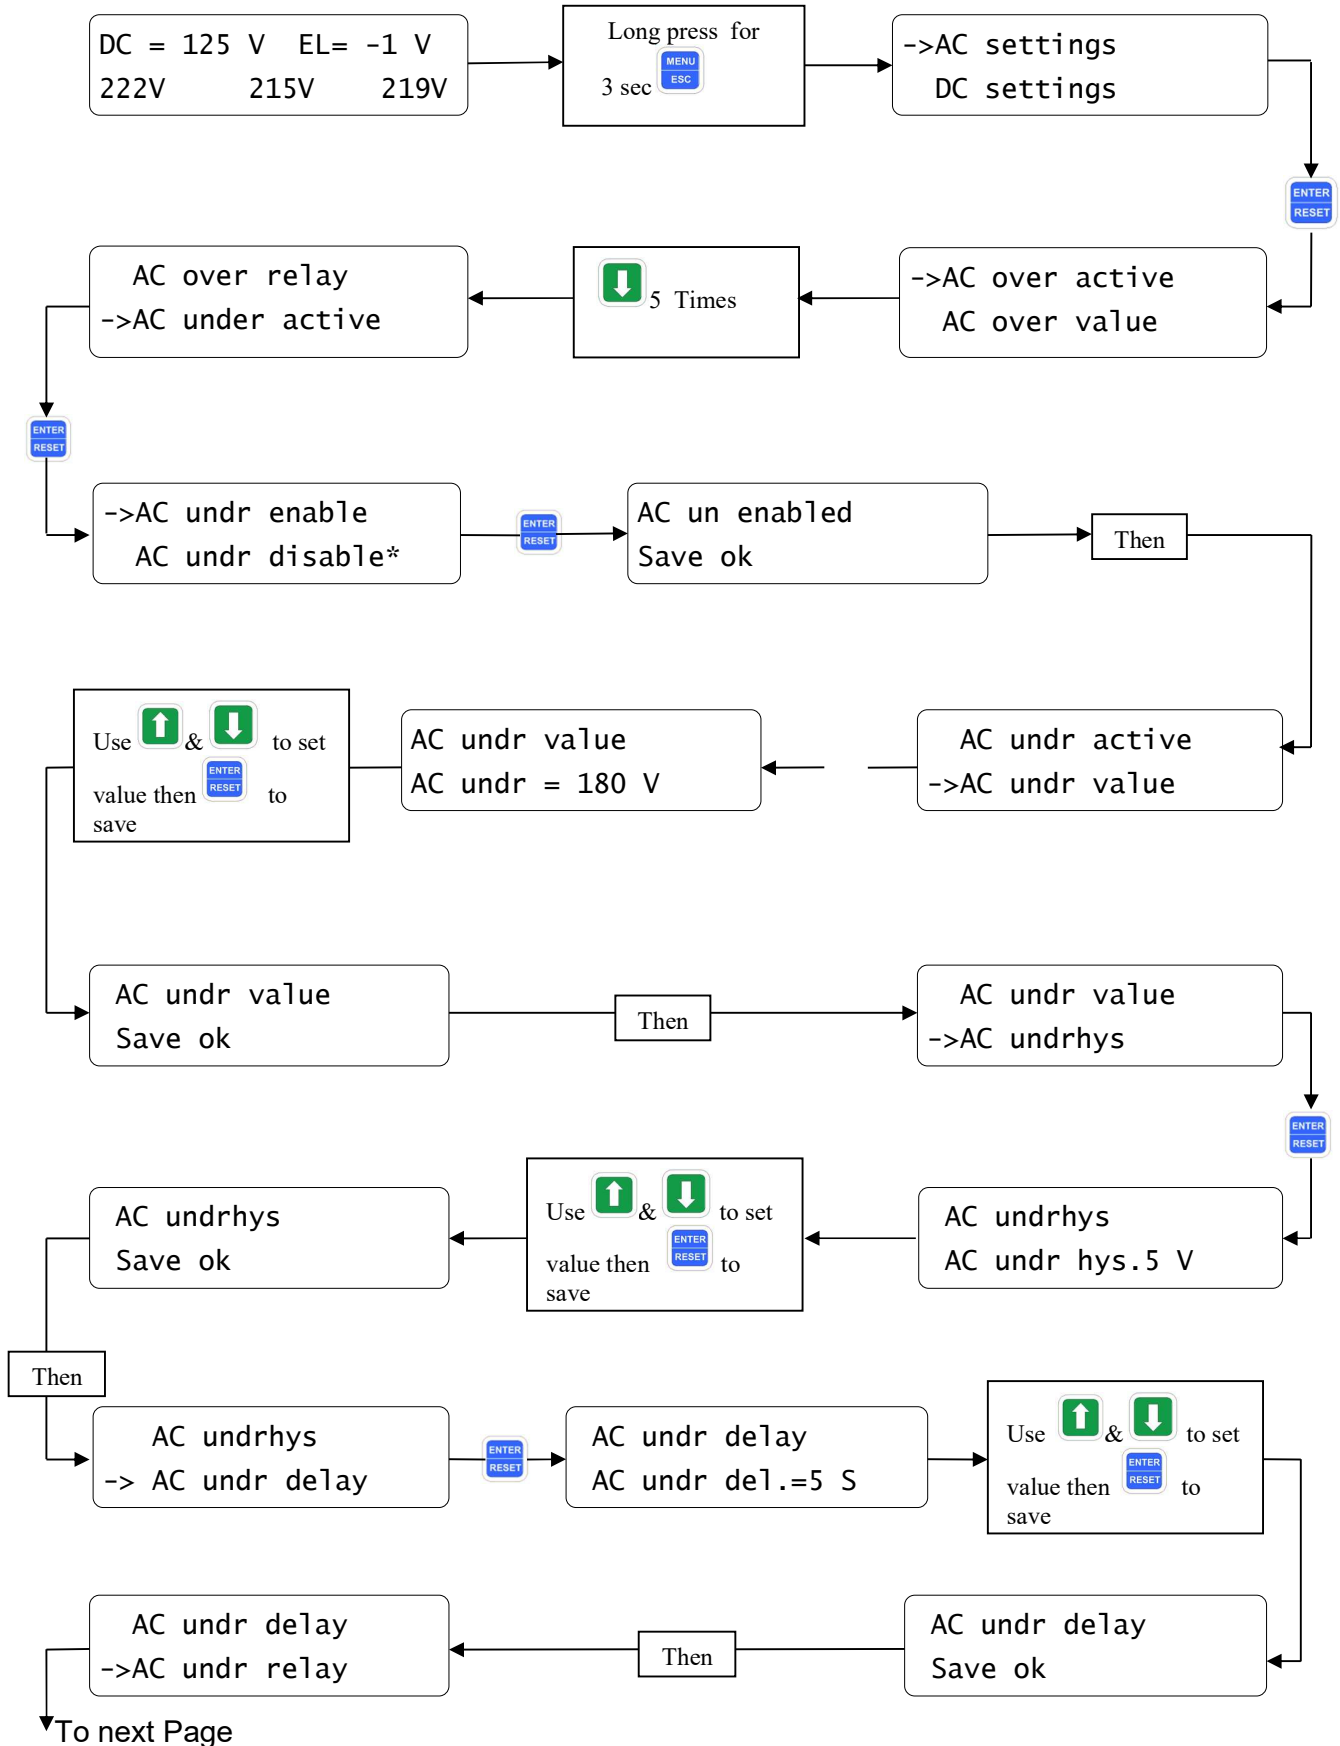 DC = 125 V EL= -1 V
222V 215V 219V
Long press for
3 sec MENU ESC
->AC settings
DC settings
ENTER
RESET
->AC over active
AC over value
5 Times
AC over relay
->AC under active
ENTER
RESET
->AC undr enable
AC undr disable*
ENTER
RESET
AC un enabled
Save ok
Then
AC undr active
->AC undr value
AC undr value
AC undr = 180 V
Use & to set
value then ENTER RESET to
save
AC undr value
Save ok
Then
AC undr value
->AC undrhys
ENTER
RESET
AC undrhys
AC undr hys.5 V
Use & to set
value then ENTER RESET to
save
AC undrhys
Save ok
Then
AC undrhys
-> AC undr delay
ENTER
RESET
AC undr delay
AC undr del.=5 S
Use & to set
value then ENTER RESET to
save
AC undr delay
Save ok
Then
AC undr delay
->AC undr relay
To next Page